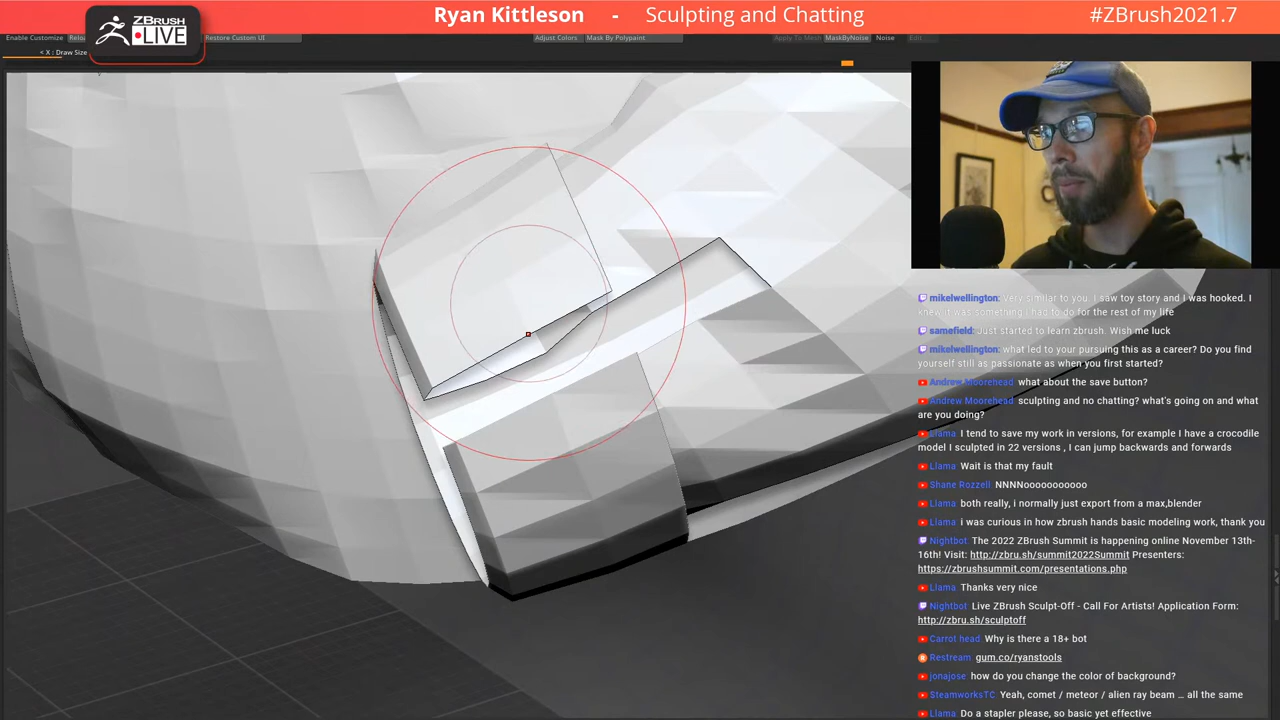 Ryan Kittleson - Sculpting and Chatting
#ZBrush2021.7
ZBRUSH
LIVE
Enable Customize
Restore Custom UI
Adjust Colors
Mask By Polypaint
Apply To Mesh
MaskByNoise
Noise
Edit
< X : Draw Size
mikelwellington: Very similar to you. I saw toy story and I was hooked. I
knew it was something i had to do for the rest of my life
samefield: Just started to learn zbrush. Wish me luck
mikelwellington: what led to your pursuing this as a career? Do you find
yourself still as passionate as when you first started?
Andrew Moorehead what about the save button?
Andrew Moorehead sculpting and no chatting? what's going on and what
are you doing?
Llama I tend to save my work in versions, for example I have a crocodile
model I sculpted in 22 versions , I can jump backwards and forwards
Llama Wait is that my fault
Shane Rozzell NNNNooooooooooo
Llama both really, i normally just export from a max,blender
Llama i was curious in how zbrush hands basic modeling work, thank you
Nightbot The 2022 ZBrush Summit is happening online November 13th-
16th! Visit: http://zbru.sh/summit2022Summit Presenters:
https://zbrushsummit.com/presentations.php
Llama Thanks very nice
Nightbot Live ZBrush Sculpt-Off - Call For Artists! Application Form:
http://zbru.sh/sculptoff
Carrot head Why is there a 18+ bot
Restream gum.co/ryanstools
jonajose how do you change the color of background?
SteamworksTC Yeah, comet / meteor / alien ray beam ... all the same
Llama Do a stapler please, so basic yet effective